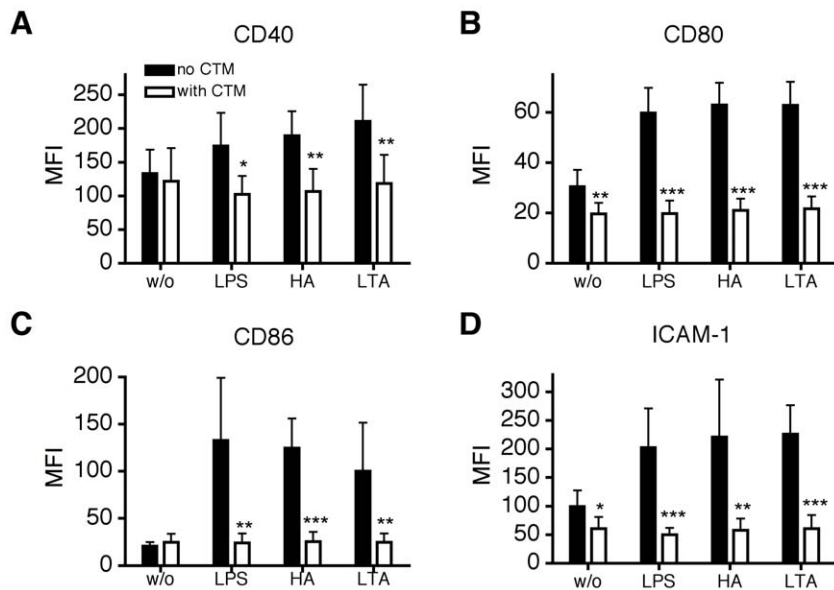 A
CD40
no CTM
with CTM
MFI
250
200
150
100
50
0
*
**
**
w/o LPS HA LTA
B
CD80
MFI
60
40
20
0
**
***
***
***
w/o LPS HA LTA
C
CD86
MFI
200
150
100
50
0
**
***
**
w/o LPS HA LTA
D
ICAM-1
MFI
300
250
200
150
100
50
0
*
***
**
***
w/o LPS HA LTA